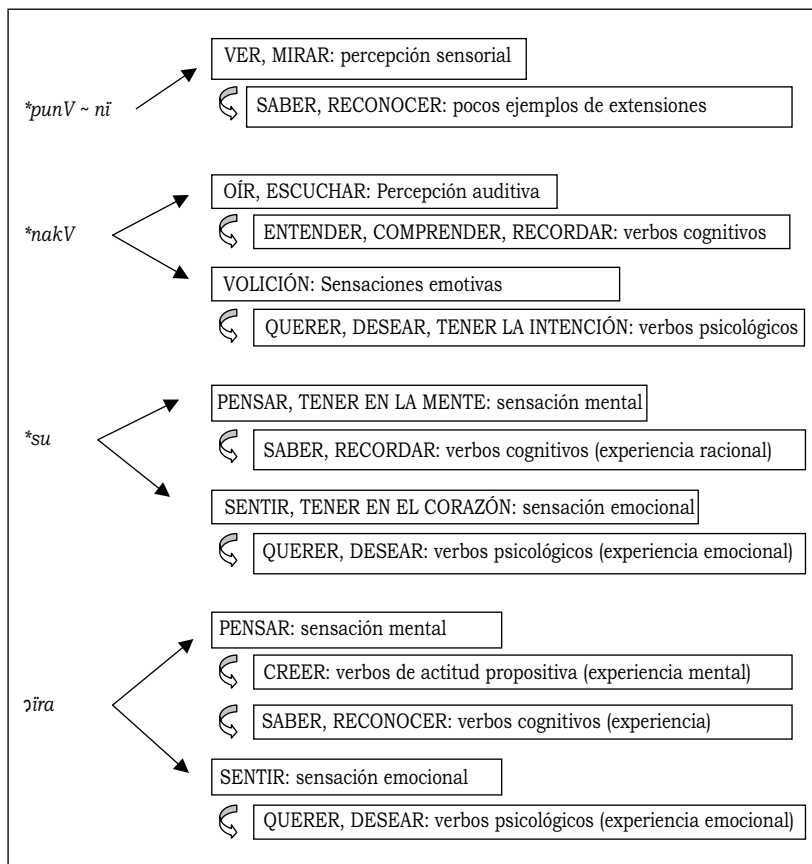 VER, MIRAR: percepción sensorial
*punV ~ nï
SABER, RECONOCER: pocos ejemplos de extensiones
OÍR, ESCUCHAR: Percepción auditiva
*nakV
ENTENDER, COMPRENDER, RECORDAR: verbos cognitivos
VOLICIÓN: Sensaciones emotivas
QUERER, DESEAR, TENER LA INTENCIÓN: verbos psicológicos
PENSAR, TENER EN LA MENTE: sensación mental
*su
SABER, RECORDAR: verbos cognitivos (experiencia racional)
SENTIR, TENER EN EL CORAZÓN: sensación emocional
QUERER, DESEAR: verbos psicológicos (experiencia emocional)
PENSAR: sensación mental
CREER: verbos de actitud propositiva (experiencia mental)
ɂïra
SABER, RECONOCER: verbos cognitivos (experiencia)
SENTIR: sensación emocional
QUERER, DESEAR: verbos psicológicos (experiencia emocional)